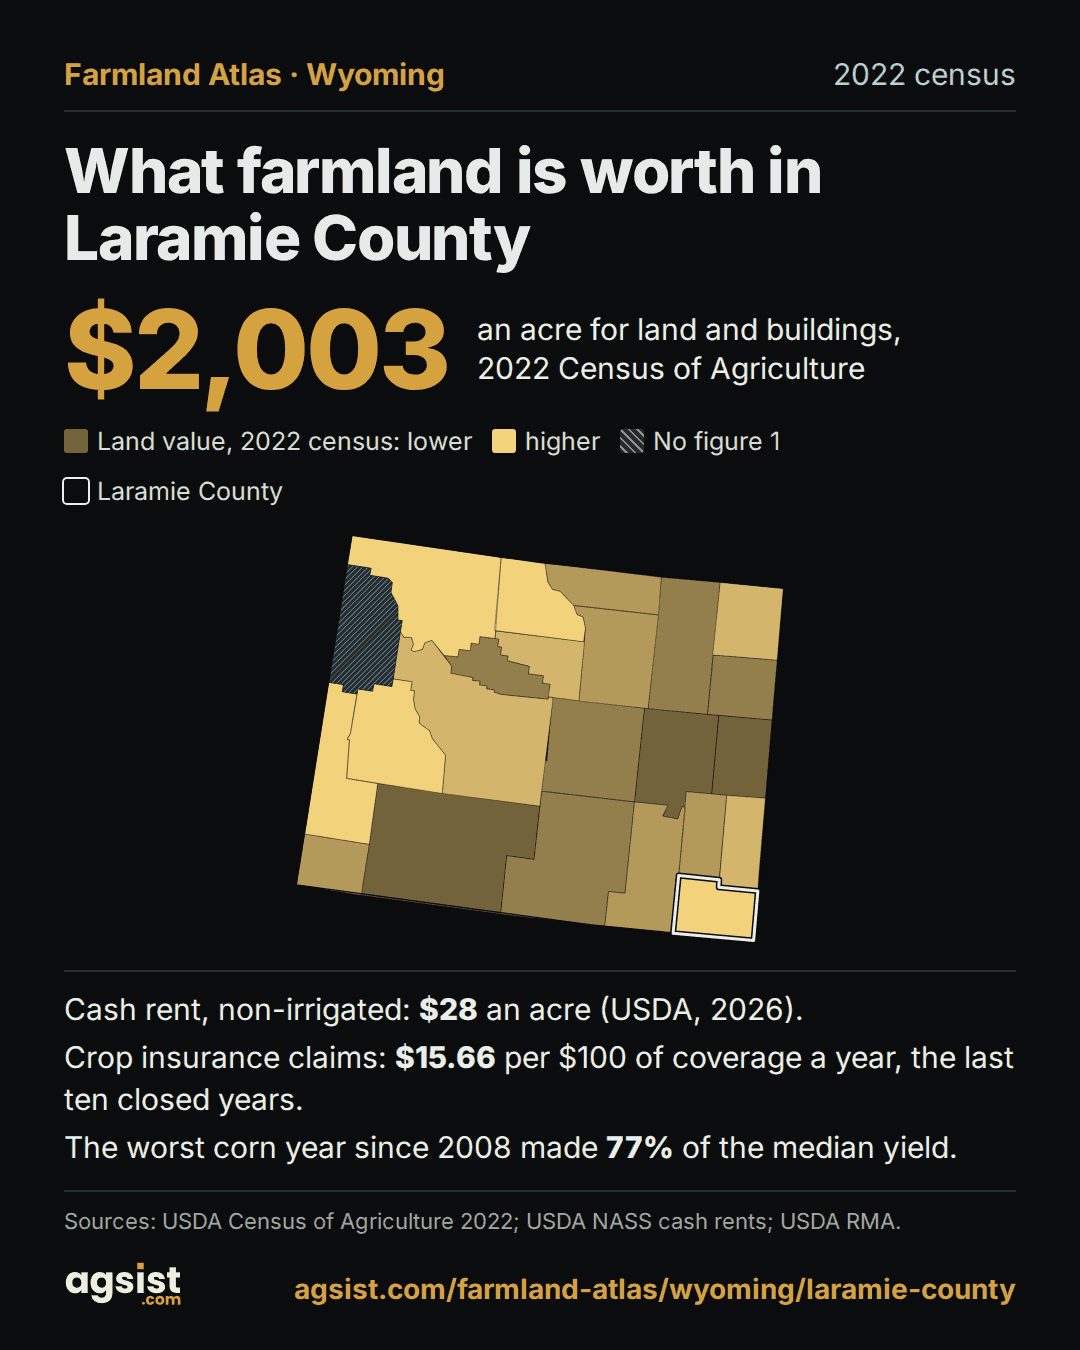 Farmland Atlas · Wyoming
2022 census
What farmland is worth in
Laramie County
$2,003
an acre for land and buildings,
2022 Census of Agriculture
Land value, 2022 census: lower
higher
No figure 1
Laramie County
Cash rent, non-irrigated: $28 an acre (USDA, 2026).
Crop insurance claims: $15.66 per $100 of coverage a year, the last
ten closed years.
The worst corn year since 2008 made 77% of the median yield.
Sources: USDA Census of Agriculture 2022; USDA NASS cash rents; USDA RMA.
agsist
.com
agsist.com/farmland-atlas/wyoming/laramie-county